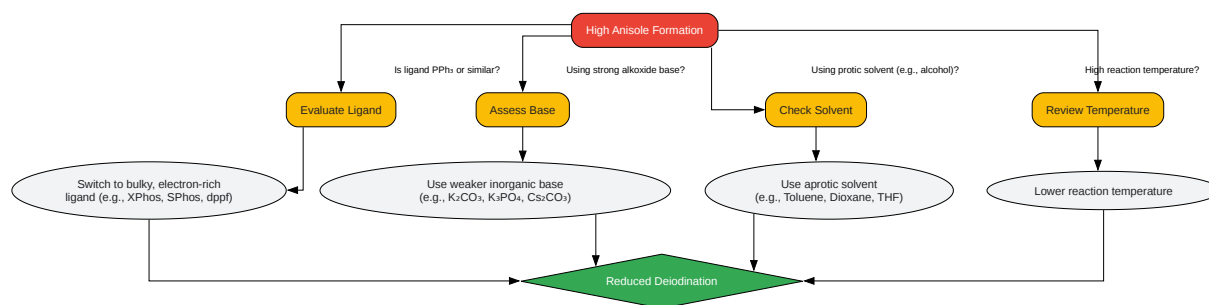 High Anisole Formation
Is ligand PPh₃ or similar?
Using strong alkoxide base?
Using protic solvent (e.g., alcohol)?
High reaction temperature?
Evaluate Ligand
Assess Base
Check Solvent
Review Temperature
Switch to bulky, electron-rich
ligand (e.g., XPhos, SPhos, dppf)
Use weaker inorganic base
(e.g., K₂CO₃, K₃PO₄, Cs₂CO₃)
Use aprotic solvent
(e.g., Toluene, Dioxane, THF)
Lower reaction temperature
Reduced Deiodination